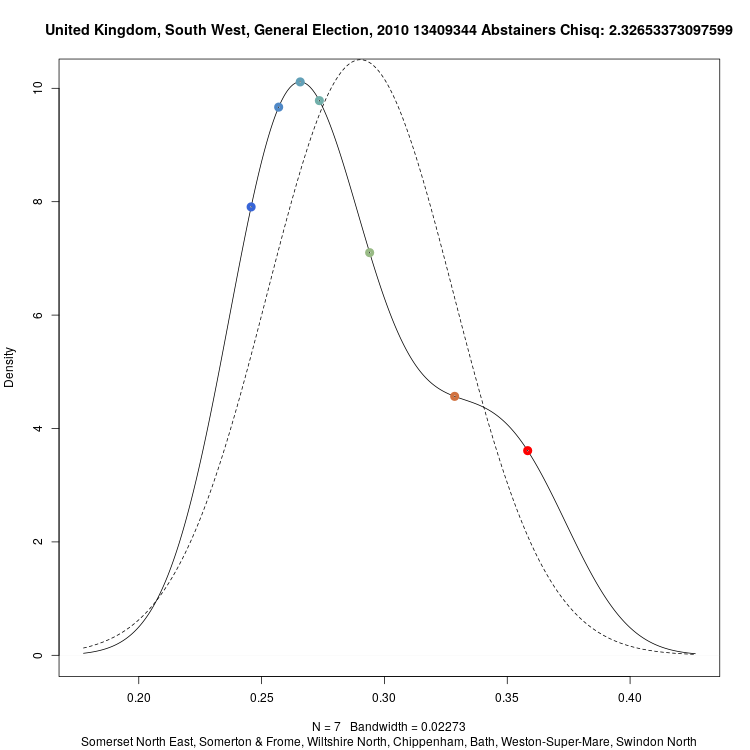 United Kingdom, South West, General Election, 2010 13409344 Abstainers Chisq: 2.32653373097599
10
8
6
4
2
0
Density
0.20 0.25 0.30 0.35 0.40
N = 7 Bandwidth = 0.02273
Somerset North East, Somerton & Frome, Wiltshire North, Chippenham, Bath, Weston-Super-Mare, Swindon North